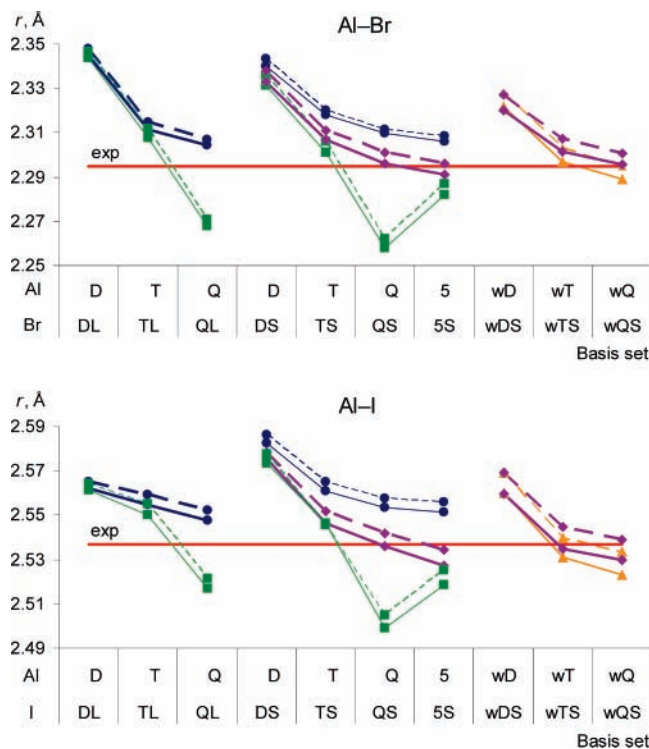 r, Å
Al–Br
2.35
2.33
2.31
exp
2.29
2.27
2.25
Al D T Q D T Q 5 wD wT wQ
Br DL TL QL DS TS QS 5S wDS wTS wQS
Basis set
r, Å
Al–I
2.59
2.57
2.55
exp
2.53
2.51
2.49
Al D T Q D T Q 5 wD wT wQ
I DL TL QL DS TS QS 5S wDS wTS wQS
Basis set